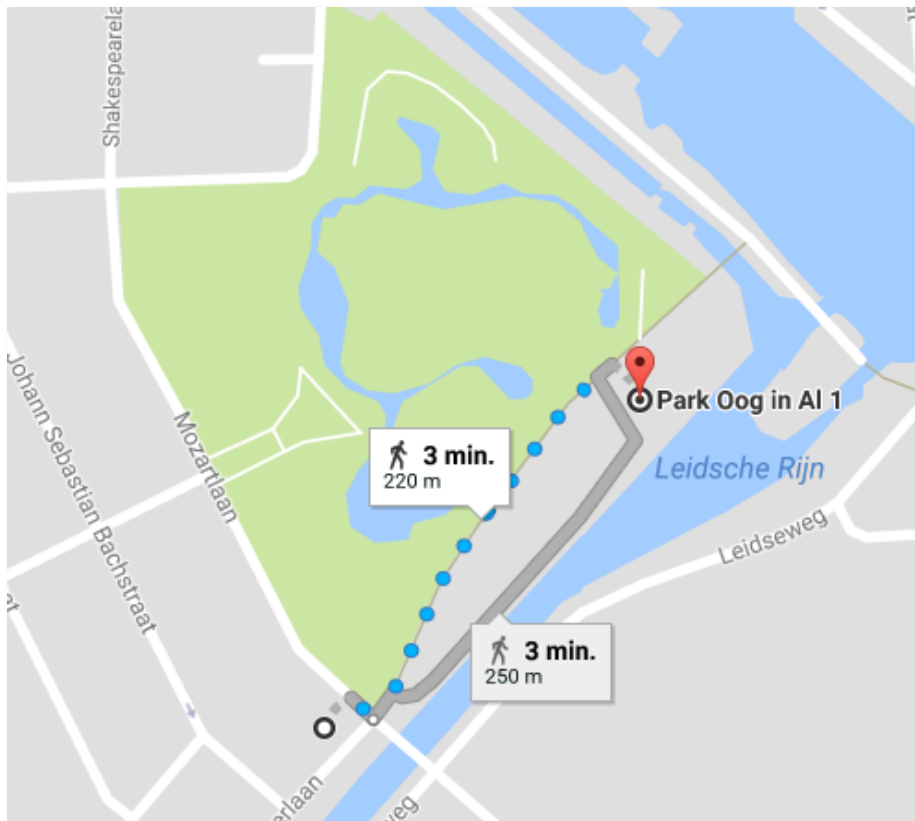 Shakespearela
Johann Sebastian Bachstraat
Mozartlaan
3 min.
220 m
Park Oog in Al 1
Leidsche Rijn
Leidseweg
3 min.
250 m
erlaan
weg